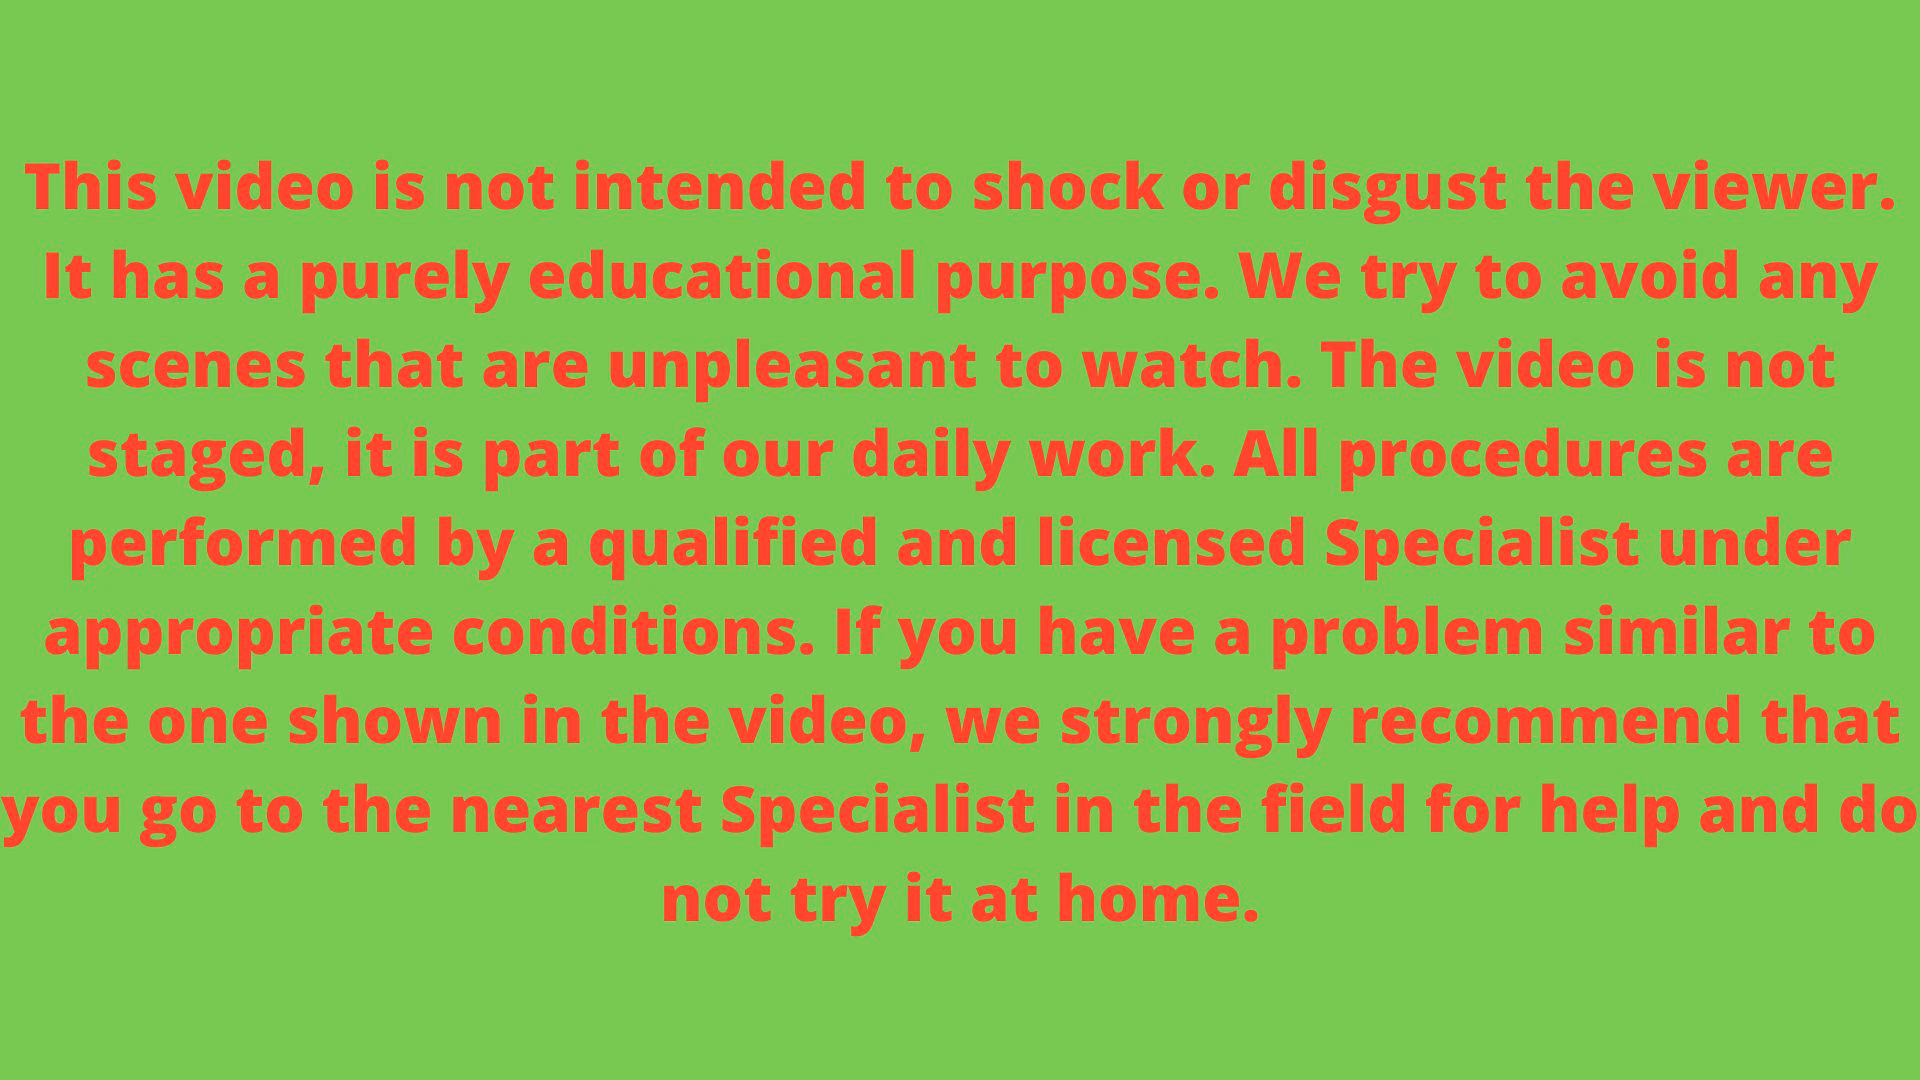 This video is not intended to shock or disgust the viewer.
It has a purely educational purpose. We try to avoid any
scenes that are unpleasant to watch. The video is not
staged, it is part of our daily work. All procedures are
performed by a qualified and licensed Specialist under
appropriate conditions. If you have a problem similar to
the one shown in the video, we strongly recommend that
you go to the nearest Specialist in the field for help and do
not try it at home.